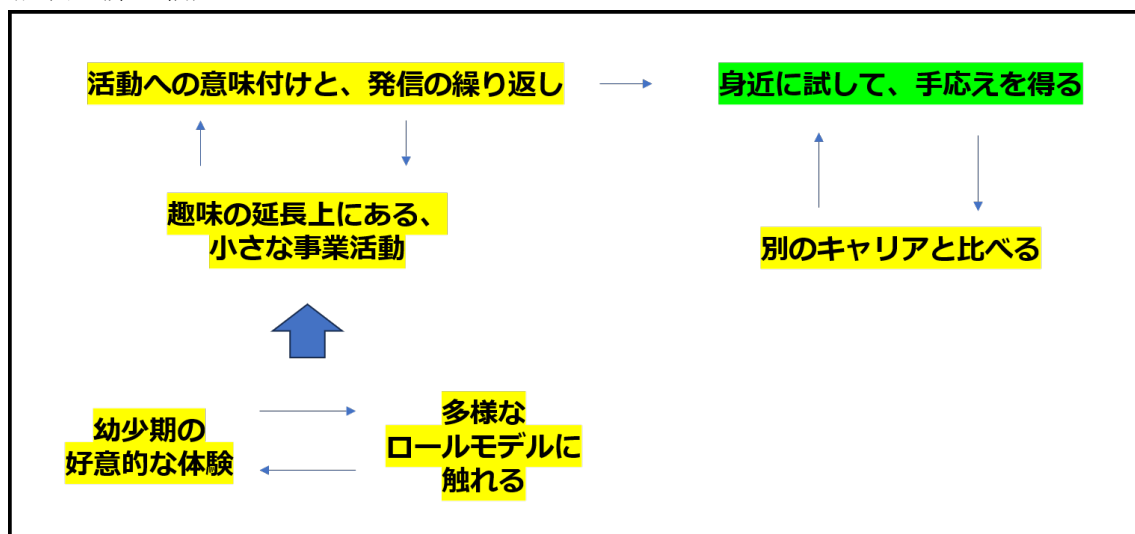 活動への意味付けと、発信の繰り返し
身近に試して、手応えを得る
趣味の延長上にある、
小さな事業活動
別のキャリアと比べる
幼少期の
好意的な体験
多様な
ロールモデルに
触れる